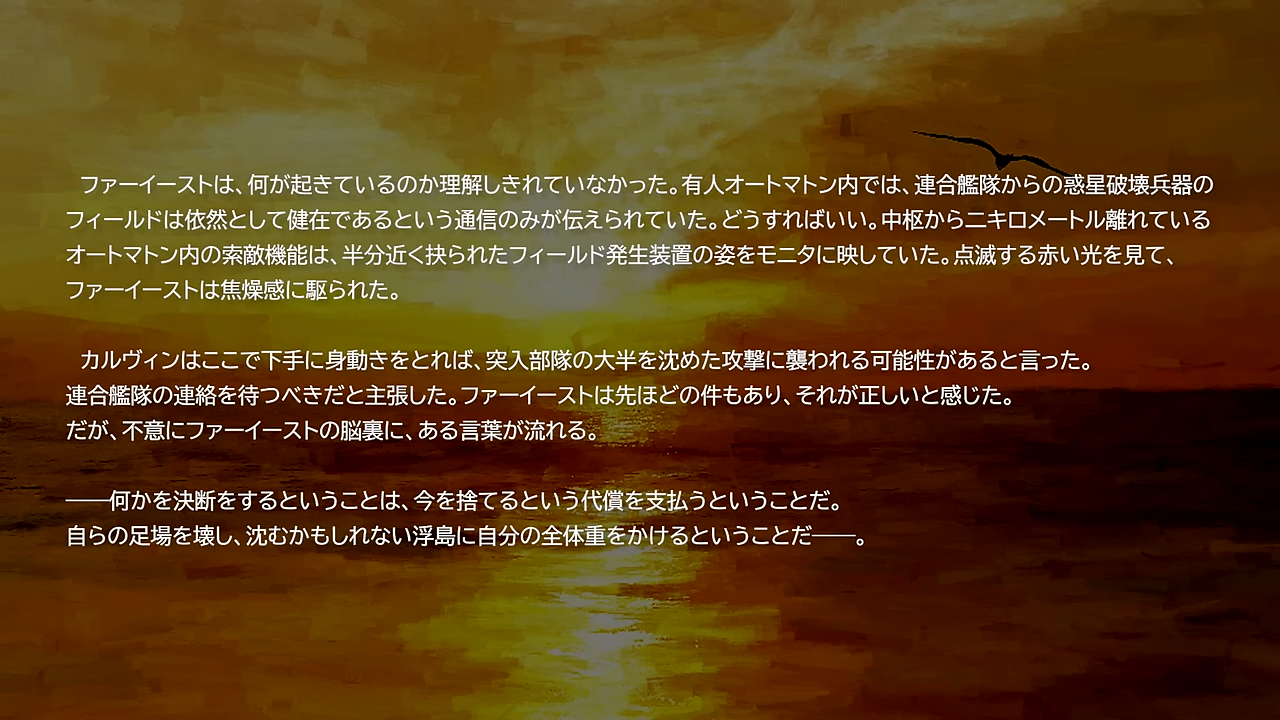 ファーイーストは、何が起きているのか理解しきれていなかった。有人オートマトン内では、連合艦隊からの惑星破壊兵器の
フィールドは依然として健在であるという通信のみが伝えられていた。どうすればいい。中枢から二キロメートル離れている
オートマトン内の索敵機能は、半分近く抉られたフィールド発生装置の姿をモニタに映していた。点滅する赤い光を見て、
ファーイーストは焦燥感に駆られた。
カルヴィンはここで下手に身動きをとれば、突入部隊の大半を沈めた攻撃に襲われる可能性があると言った。
連合艦隊の連絡を待つべきだと主張した。ファーイーストは先ほどの件もあり、それが正しいと感じた。
だが、不意にファーイーストの脳裏に、ある言葉が流れる。
――何かを決断をするということは、今を捨てるという代償を支払うということだ。
自らの足場を壊し、沈むかもしれない浮島に自分の全体重をかけるということだ――。